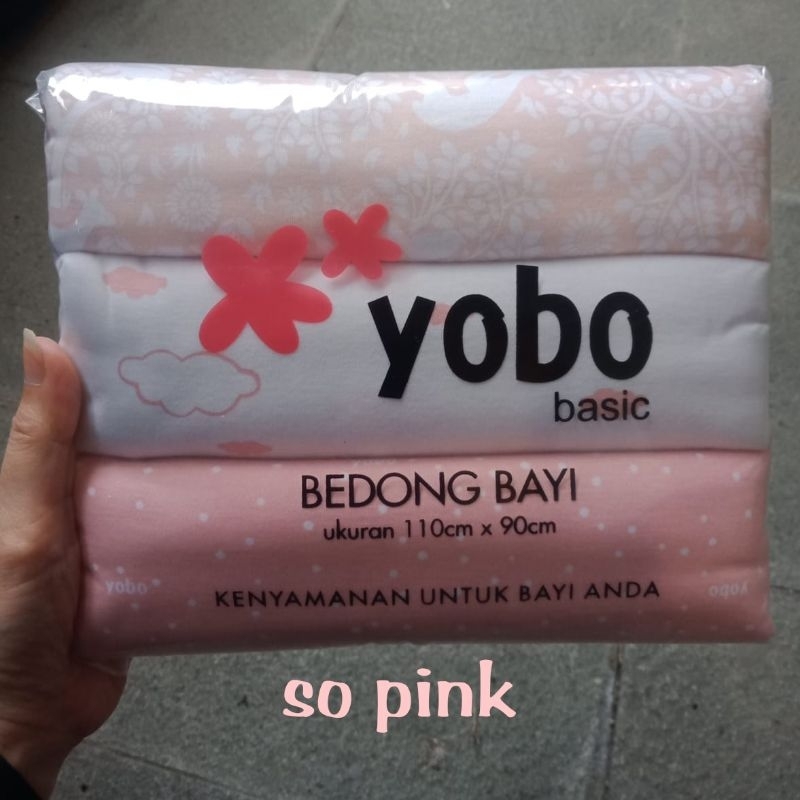 yobo
basic
BEDONG BAYI
ukuran 110cm x 90cm
yobo
yobo
KENYAMANAN UNTUK BAYI ANDA
so pink